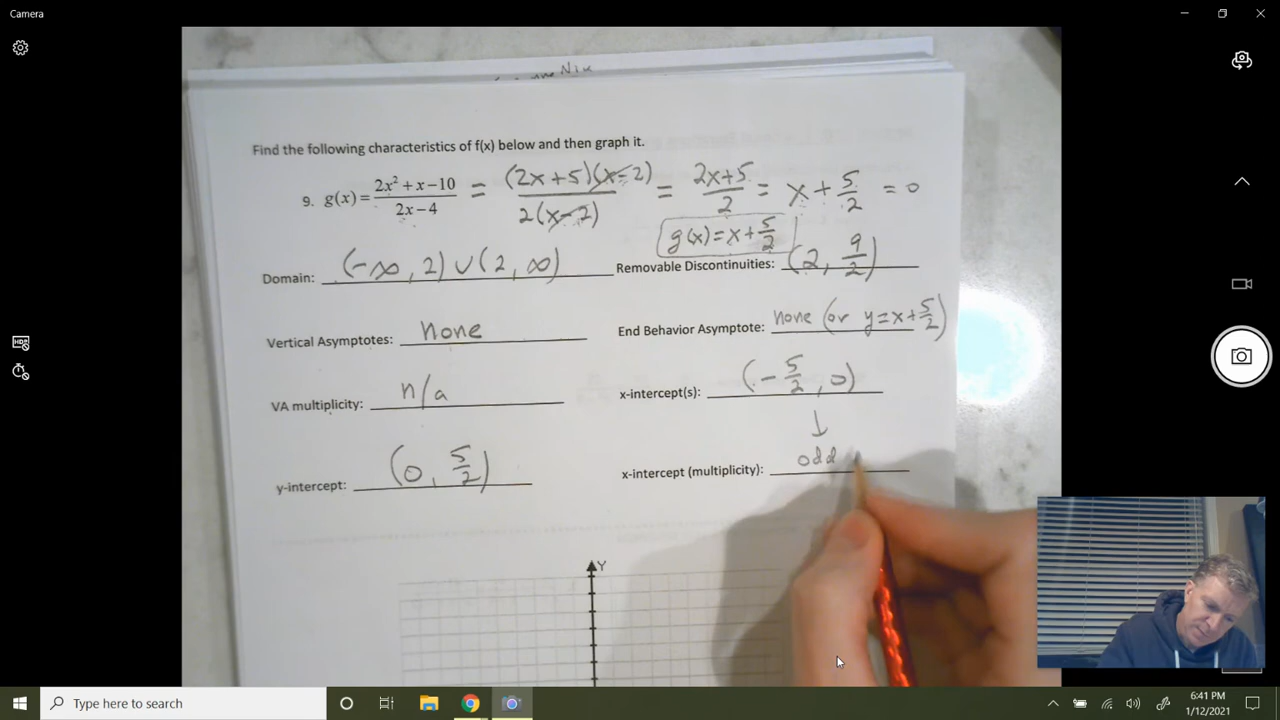 Camera
Find the following characteristics of f(x) below and then graph it.
9. g(x) = 2x² + x − 10 / 2x − 4 = (2x + 5)(x − 2) / 2(x − 2) = 2x + 5 / 2 = x + 5/2 = 0
g(x) = x + 5/2
Domain: (−∞, 2) ∪ (2, ∞) Removable Discontinuities: (2, 9/2)
Vertical Asymptotes: none End Behavior Asymptote: none (or y = x + 5/2)
VA multiplicity: n/a x-intercept(s): (− 5/2, 0)
↓
y-intercept: (0, 5/2) x-intercept (multiplicity): odd
Y
Type here to search
6:41 PM
1/12/2021